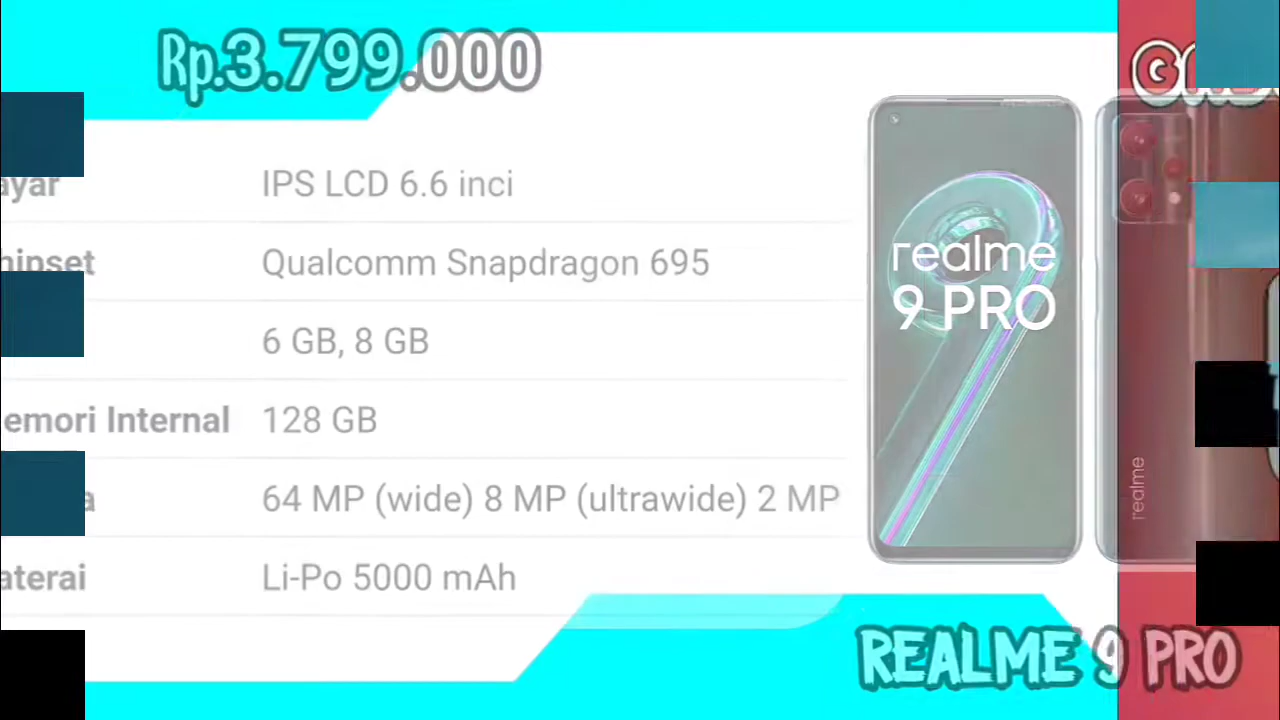 Rp.3.799.000
ayar IPS LCD 6.6 inci
hipset Qualcomm Snapdragon 695
6 GB, 8 GB
emori Internal 128 GB
a 64 MP (wide) 8 MP (ultrawide) 2 MP
aterai Li-Po 5000 mAh
realme
9 PRO
realme
REALME 9 PRO